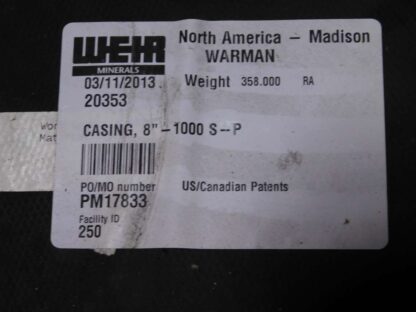 WEIR
MINERALS
North America - Madison
WARMAN
03/11/2013
Weight 358.000 RA
20353
CASING, 8"-1000 S--P
PO/MO number
US/Canadian Patents
PM17833
Facility ID
250